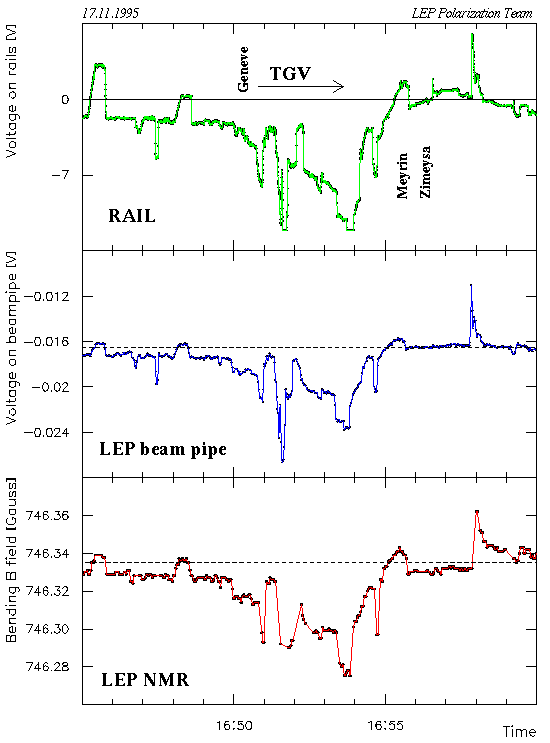 17.11.1995 LEP Polarization Team
Voltage on rails [V]
0
−7
Geneve
TGV
Meyrin
Zimeysa
RAIL
Voltage on beampipe [V]
−0.012
−0.016
−0.02
−0.024
LEP beam pipe
Bending B field [Gauss]
746.36
746.34
746.32
746.30
746.28
LEP NMR
16:50 16:55
Time